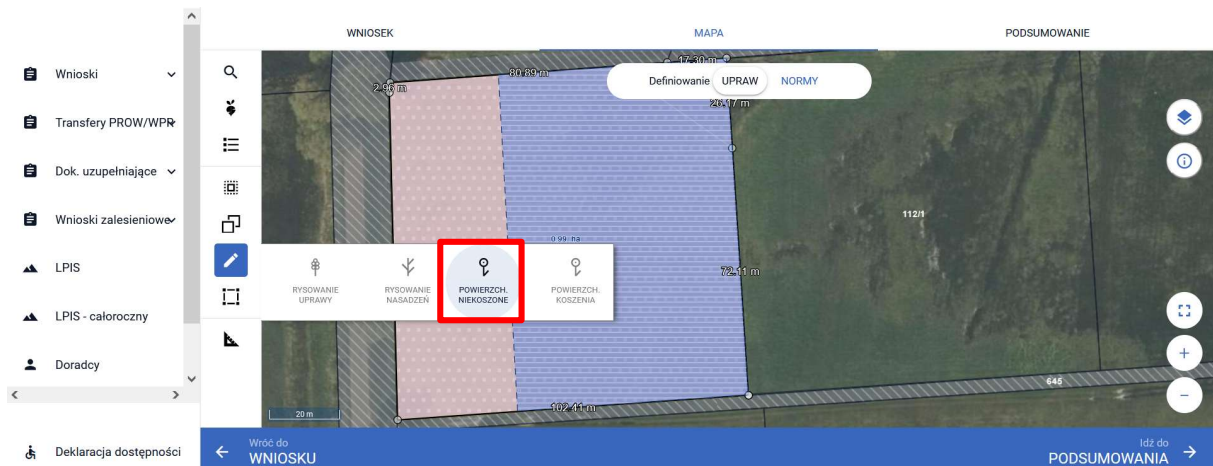 WNIOSEK
MAPA
PODSUMOWANIE
Wnioski
Transfery PROW/WPR
Dok. uzupełniające
Wnioski zalesieniowe
LPIS
LPIS - całoroczny
Doradcy
Deklaracja dostępności
Definiowanie UPRAW NORMY
17.30 m
80.89 m
2.96 m
26.17 m
112/1
0.99 ha
72.11 m
RYSOWANIE
UPRAWY
RYSOWANIE
NASADZEŃ
POWIERZCH.
NIEKOSZONE
POWIERZCH.
KOSZENIA
645
102.41 m
20 m
Wróć do
WNIOSKU
Idź do
PODSUMOWANIA